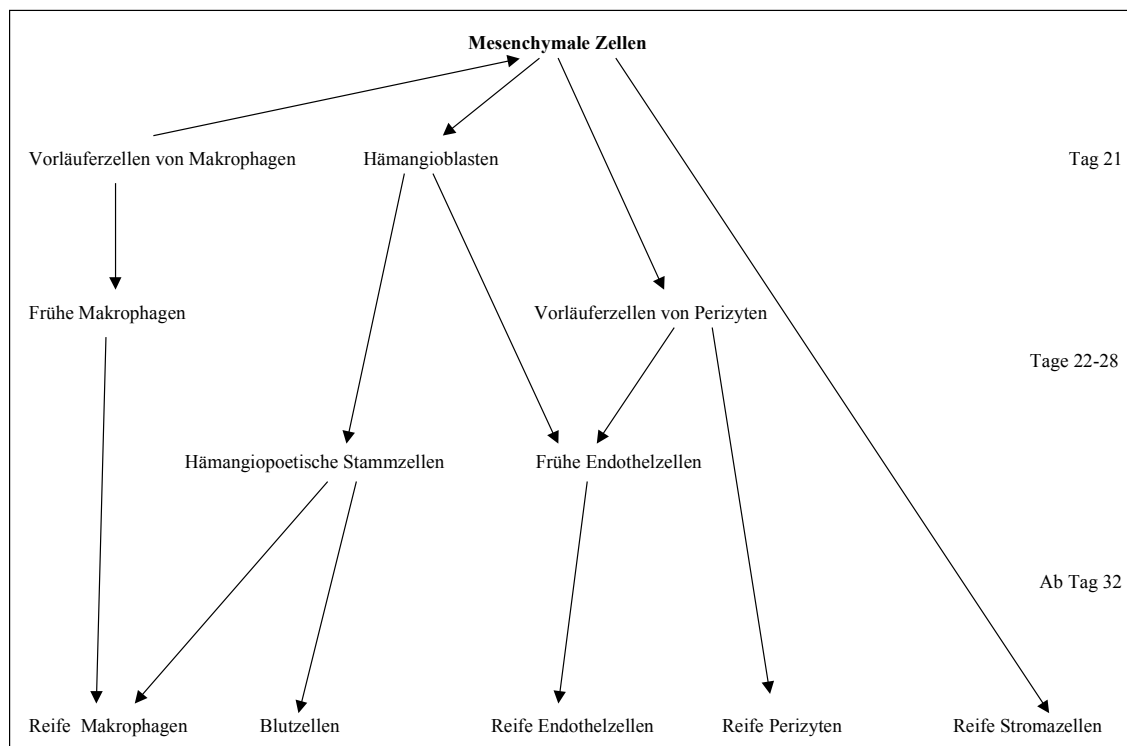 Mesenchymale Zellen
Vorläuferzellen von Makrophagen
Hämangioblasten
Tag 21
Frühe Makrophagen
Vorläuferzellen von Perizyten
Tage 22-28
Hämangiopoetische Stammzellen
Frühe Endothelzellen
Ab Tag 32
Reife Makrophagen
Blutzellen
Reife Endothelzellen
Reife Perizyten
Reife Stromazellen